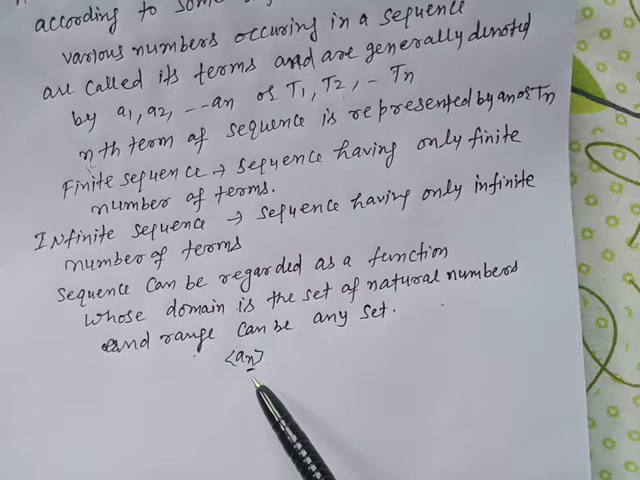 according to some
various numbers occuring in a sequence
are called its terms and are generally denoted
by a1, a2, --an or T1, T2, - Tn
nth term of sequence is represented by an or Tn
Finite sequence → sequence having only finite
number of terms.
Infinite sequence → sequence having only infinite
number of terms
Sequence can be regarded as a function
whose domain is the set of natural numbers
and range can be any set.
<an>